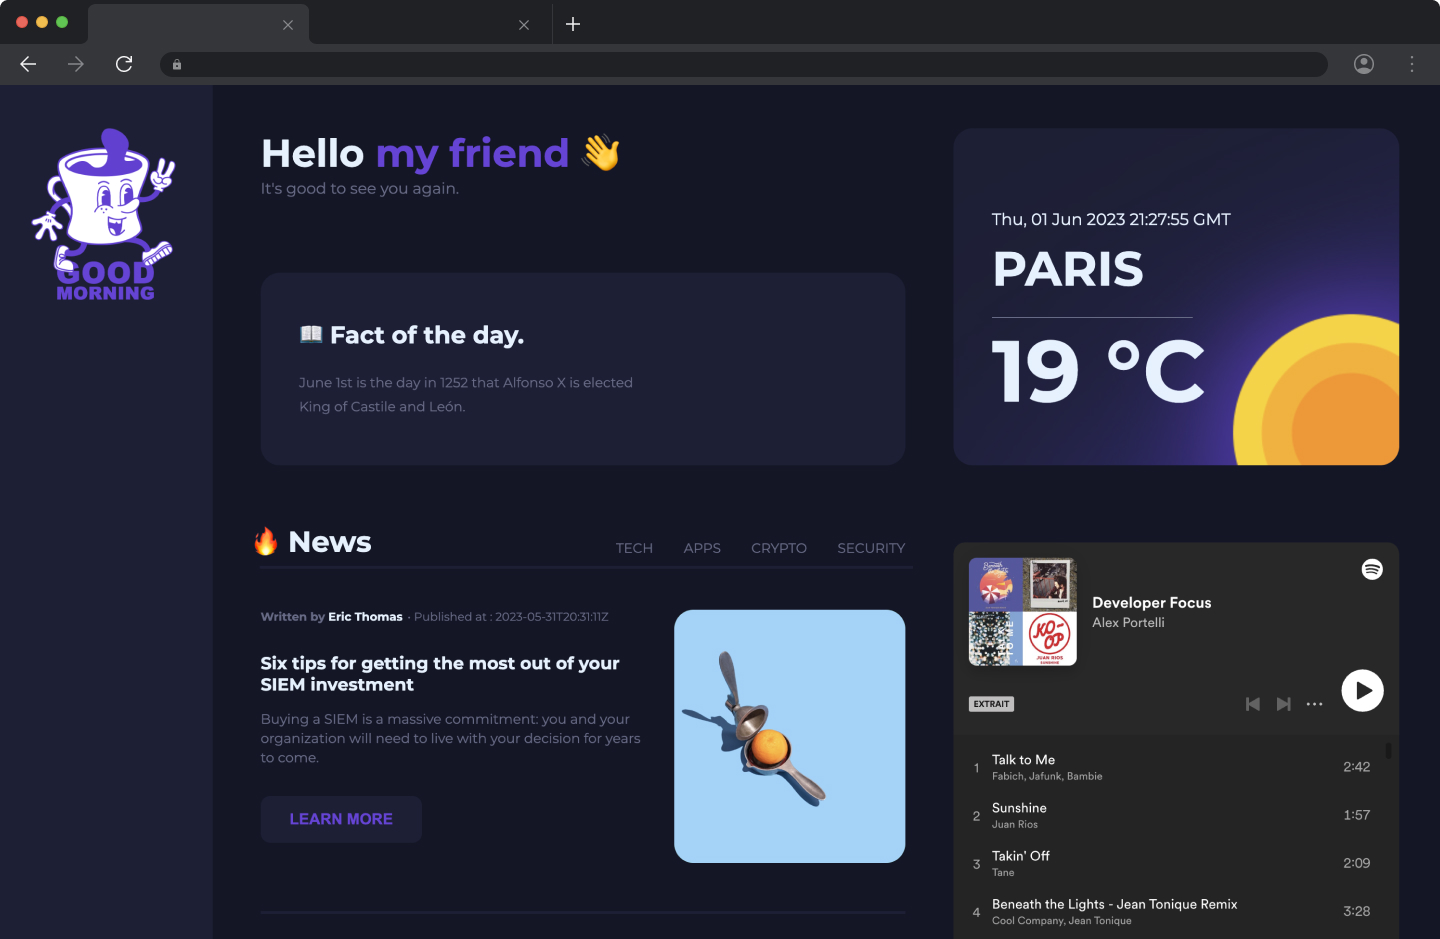 GOOD
MORNING
Hello my friend 👋
It's good to see you again.
Thu, 01 Jun 2023 21:27:55 GMT
PARIS
19 °C
📖 Fact of the day.
June 1st is the day in 1252 that Alfonso X is elected
King of Castile and León.
🔥 News
TECH APPS CRYPTO SECURITY
Written by Eric Thomas · Published at : 2023-05-31T20:31:11Z
Six tips for getting the most out of your
SIEM investment
Buying a SIEM is a massive commitment: you and your
organization will need to live with your decision for years
to come.
LEARN MORE
KO-
OP
JUAN RIOS
SUNSHINE
Developer Focus
Alex Portelli
EXTRAIT
1 Talk to Me 2:42
Fabich, Jafunk, Bambie
2 Sunshine 1:57
Juan Rios
3 Takin' Off 2:09
Tane
4 Beneath the Lights - Jean Tonique Remix 3:28
Cool Company, Jean Tonique